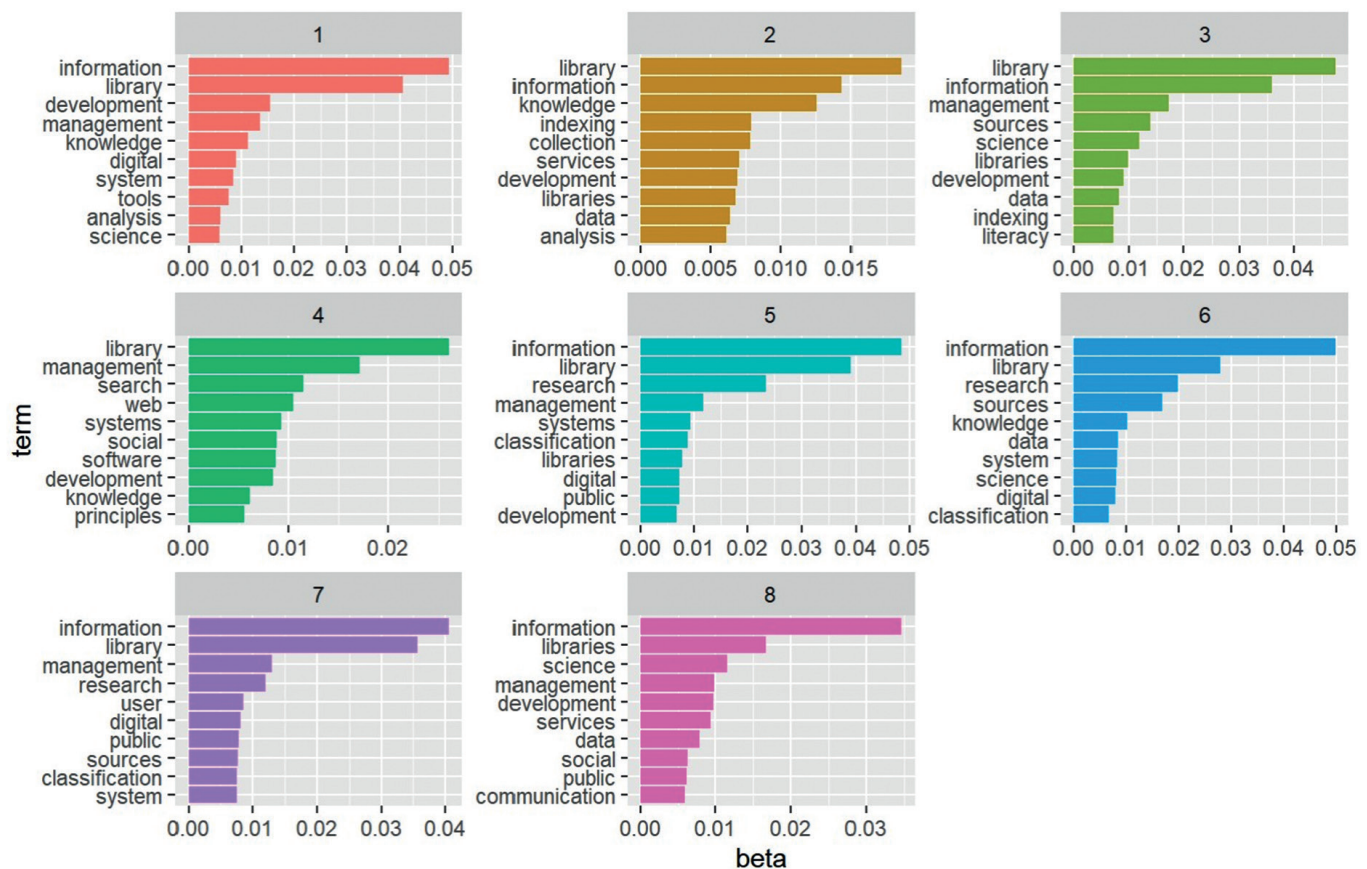 1
information
library
development
management
knowledge
digital
system
tools
analysis
science
0.00 0.01 0.02 0.03 0.04 0.05
2
library
information
knowledge
indexing
collection
services
development
libraries
data
analysis
0.000 0.005 0.010 0.015
3
library
information
management
sources
science
libraries
development
data
indexing
literacy
0.00 0.01 0.02 0.03 0.04
term
4
library
management
search
web
systems
social
software
development
knowledge
principles
0.00 0.01 0.02
5
information
library
research
management
systems
classification
libraries
digital
public
development
0.00 0.01 0.02 0.03 0.04 0.05
6
information
library
research
sources
knowledge
data
system
science
digital
classification
0.00 0.01 0.02 0.03 0.04 0.05
7
information
library
management
research
user
digital
public
sources
classification
system
0.00 0.01 0.02 0.03 0.04
8
information
libraries
science
management
development
services
data
social
public
communication
0.00 0.01 0.02 0.03
beta